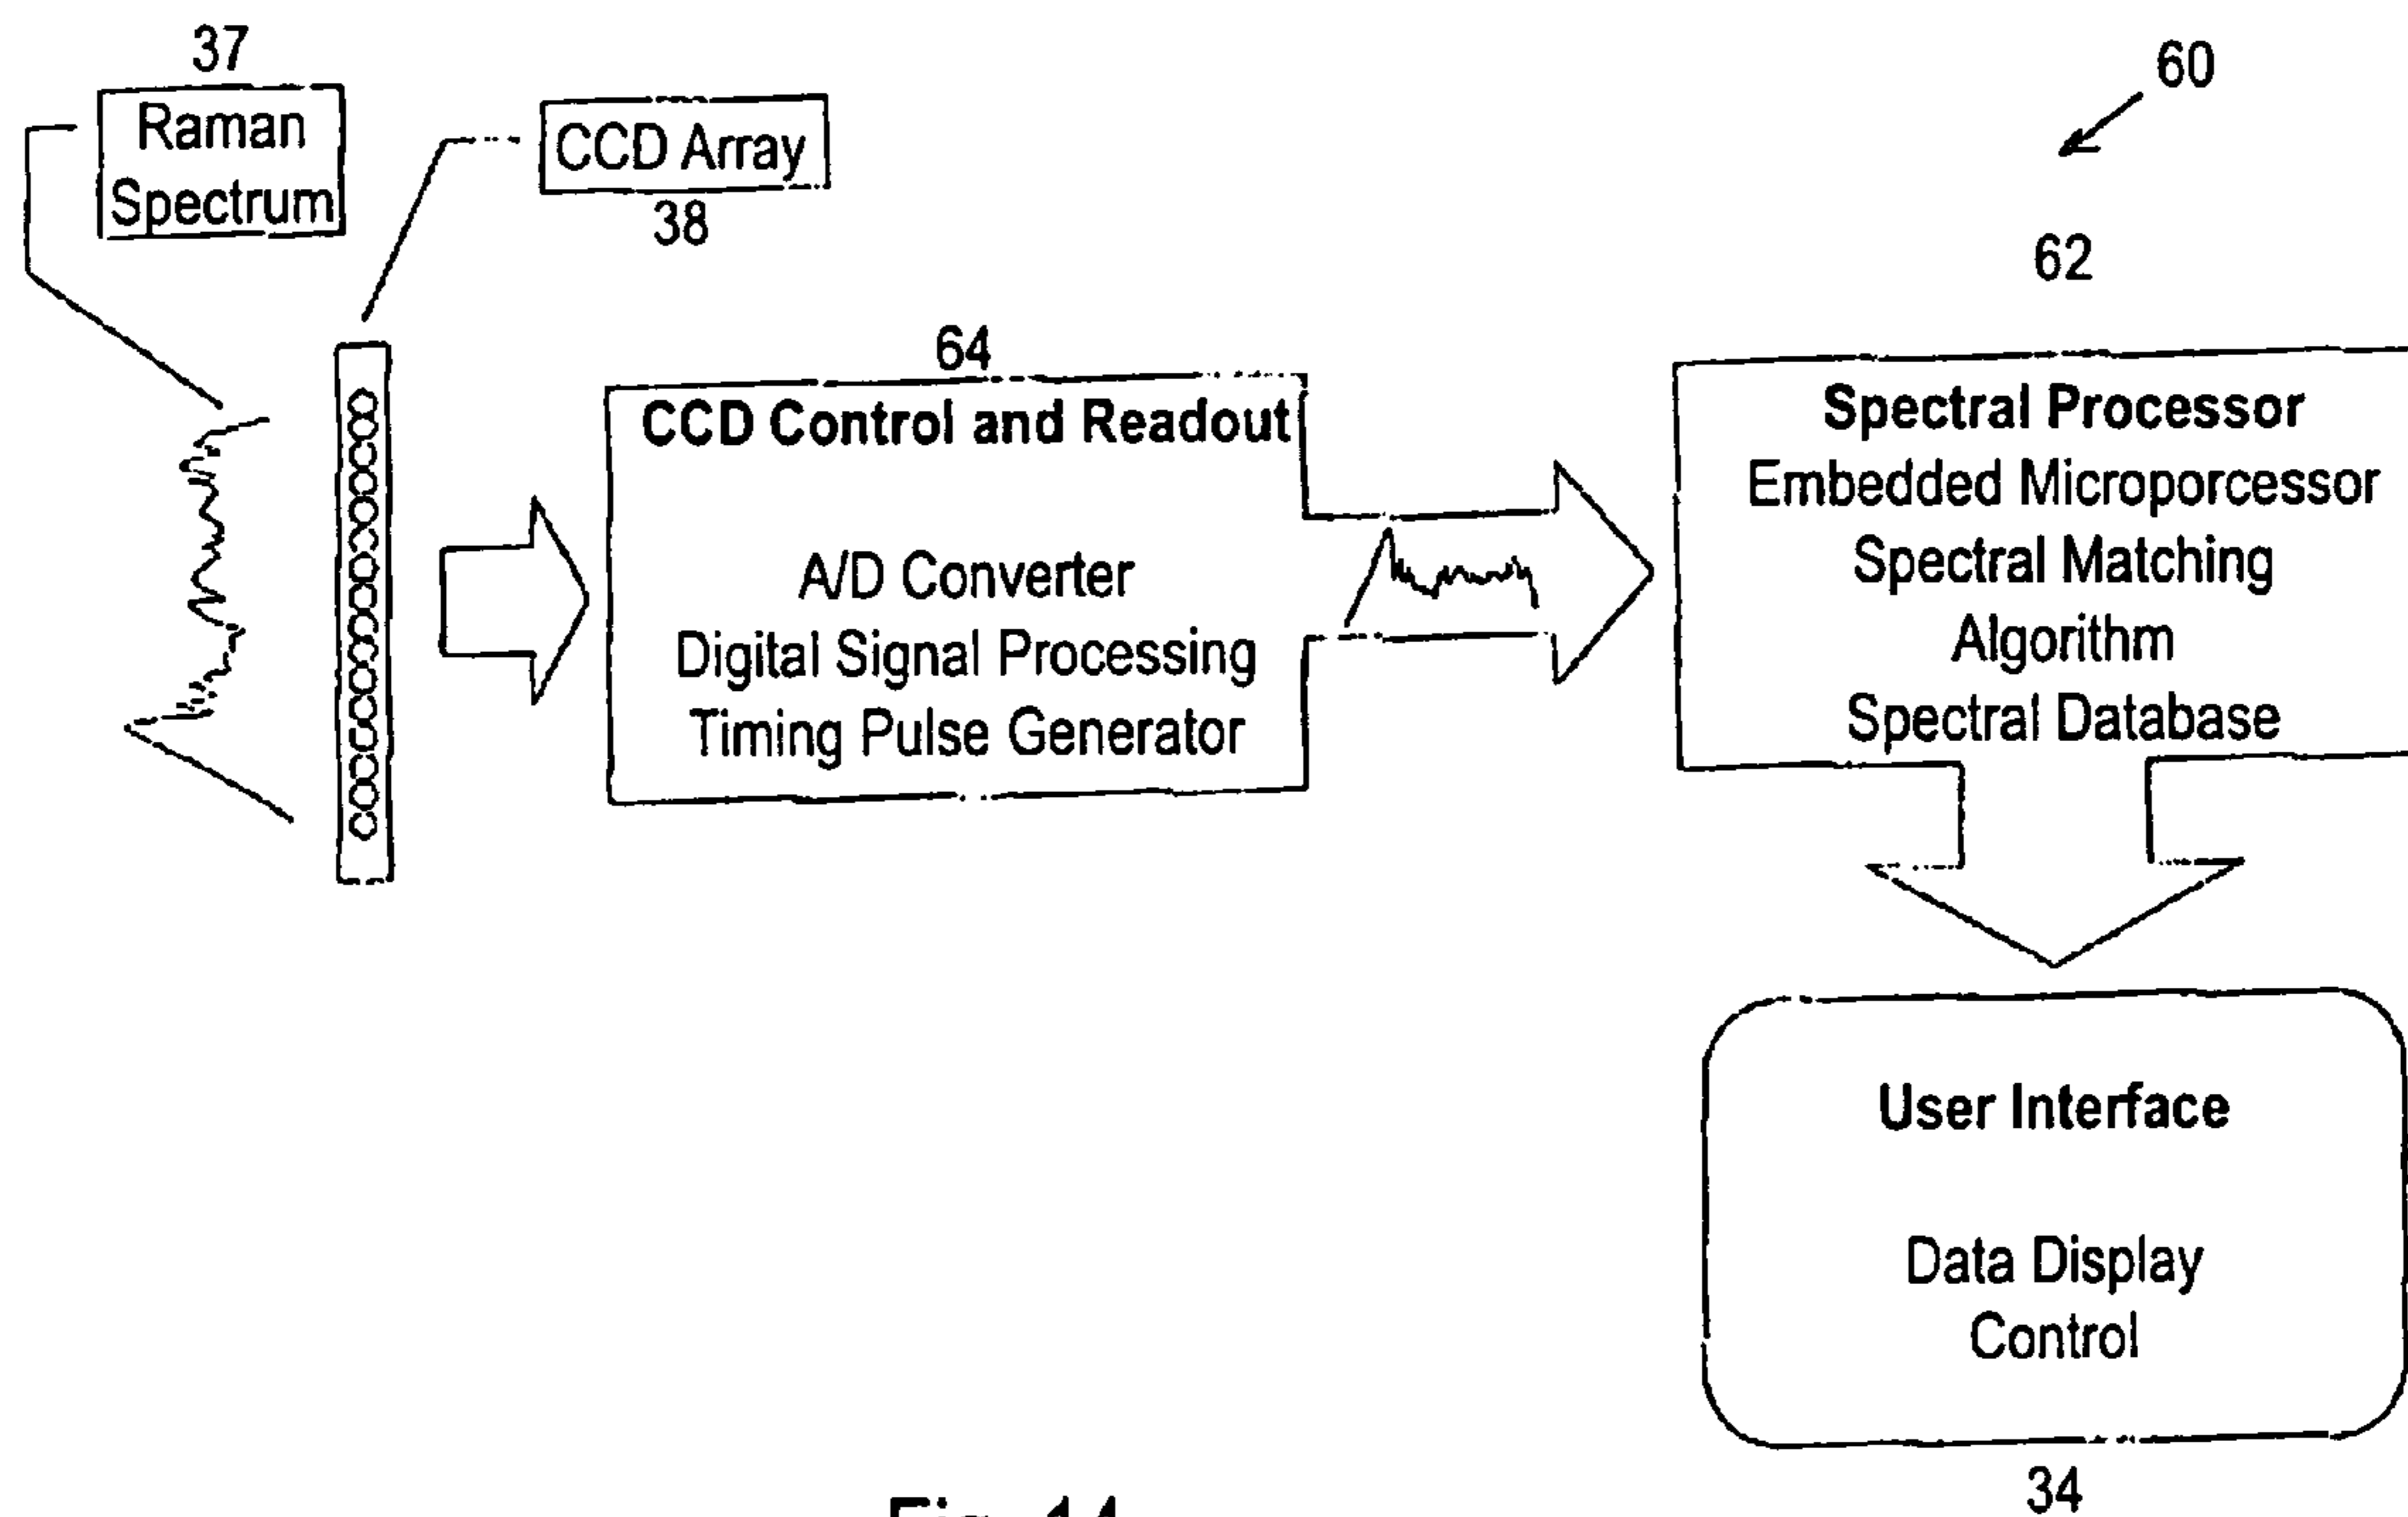 37
Raman
Spectrum
CCD Array
38
60
62
64
CCD Control and Readout
A/D Converter
Digital Signal Processing
Timing Pulse Generator
Spectral Processor
Embedded Microporcessor
Spectral Matching
Algorithm
Spectral Database
User Interface
Data Display
Control
34